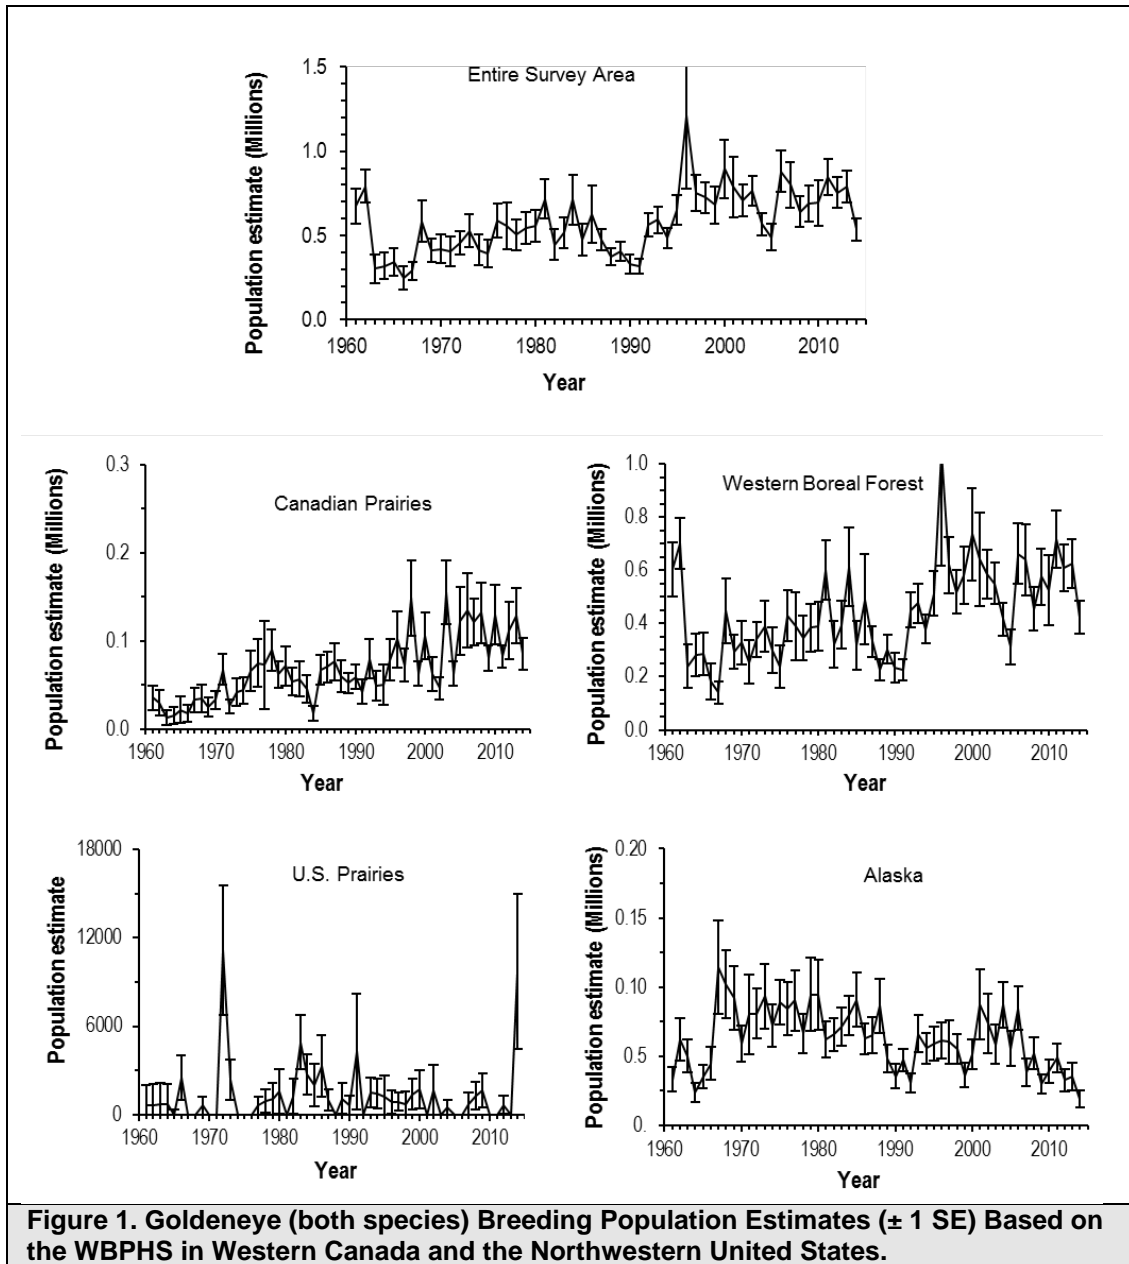 Entire Survey Area
Population estimate (Millions)
1.5
1.0
0.5
0.0
1960 1970 1980 1990 2000 2010
Year
Canadian Prairies
Population estimate (Millions)
0.3
0.2
0.1
0.0
1960 1970 1980 1990 2000 2010
Year
Western Boreal Forest
Population estimate (Millions)
1.0
0.8
0.6
0.4
0.2
0.0
1960 1970 1980 1990 2000 2010
Year
U.S. Prairies
Population estimate
18000
12000
6000
0
1960 1970 1980 1990 2000 2010
Year
Alaska
Population estimate (Millions)
0.20
0.15
0.10
0.5
0.
1960 1970 1980 1990 2000 2010
Year
Figure 1. Goldeneye (both species) Breeding Population Estimates (± 1 SE) Based on
the WBPHS in Western Canada and the Northwestern United States.